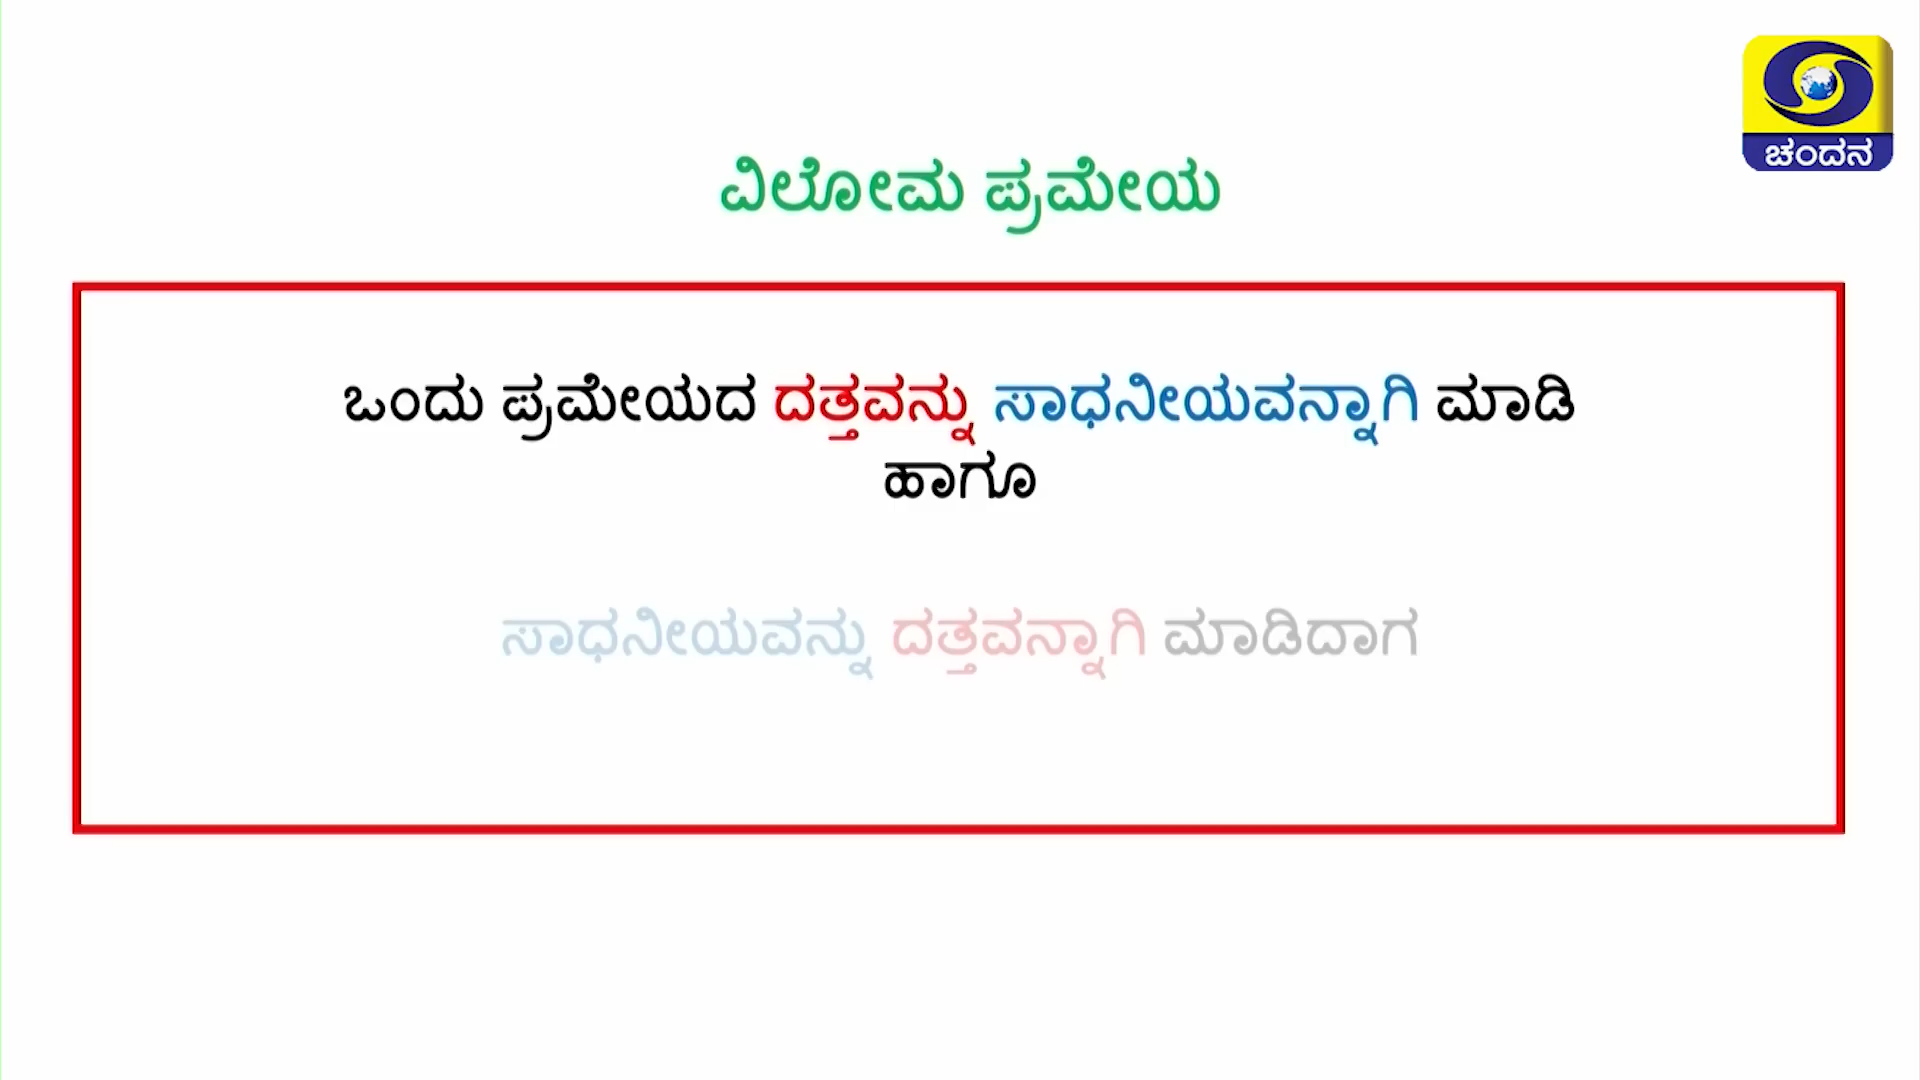 ಚಂದನ
ವಿಲೋಮ ಪ್ರಮೇಯ
ಒಂದು ಪ್ರಮೇಯದ ದತ್ತವನ್ನು ಸಾಧನೀಯವನ್ನಾಗಿ ಮಾಡಿ
ಹಾಗೂ
ಸಾಧನೀಯವನ್ನು ದತ್ತವನ್ನಾಗಿ ಮಾಡಿದಾಗ